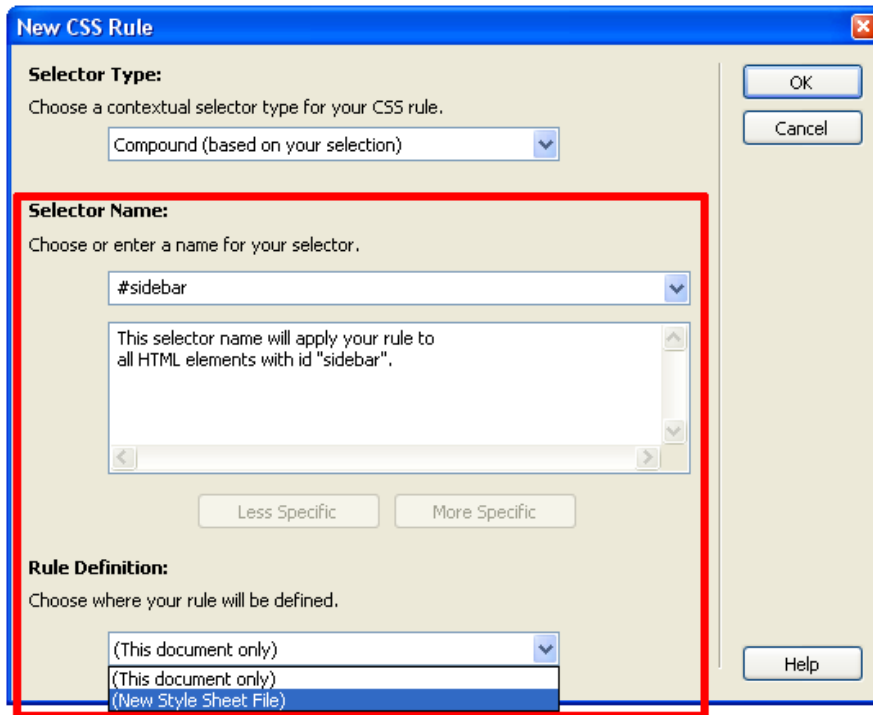 New CSS Rule
Selector Type:
Choose a contextual selector type for your CSS rule.
Compound (based on your selection)
OK
Cancel
Selector Name:
Choose or enter a name for your selector.
#sidebar
This selector name will apply your rule to
all HTML elements with id "sidebar".
Less Specific
More Specific
Rule Definition:
Choose where your rule will be defined.
(This document only)
(This document only)
(New Style Sheet File)
Help